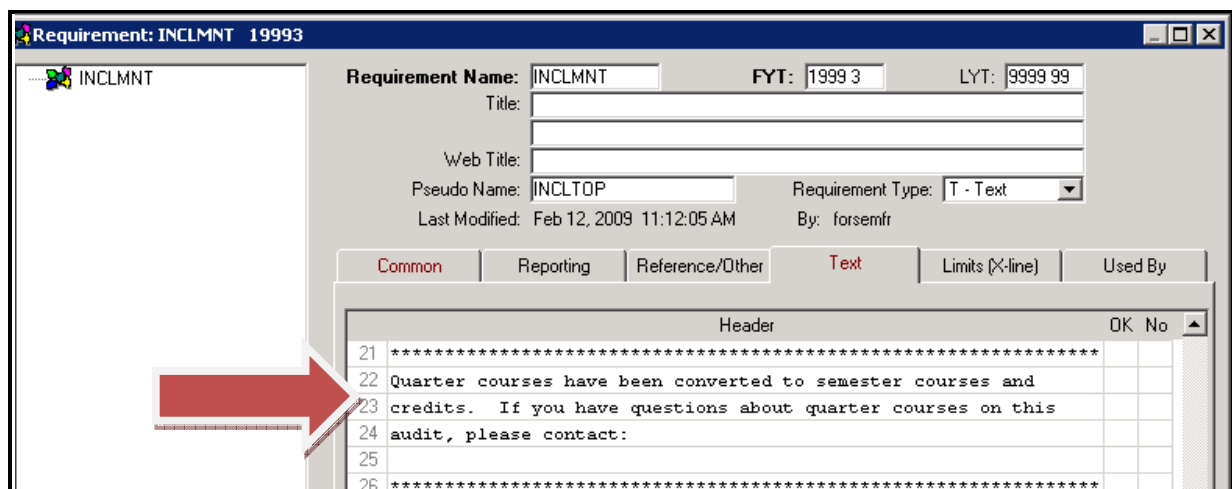 Requirement: INCLMNT 19993
INCLMNT
Requirement Name: INCLMNT FYT: 1999 3 LYT: 9999 99
Title:
Web Title:
Pseudo Name: INCLTOP Requirement Type: T - Text
Last Modified: Feb 12, 2009 11:12:05 AM By: forsemfr
Common Reporting Reference/Other Text Limits (X-line) Used By
Header OK No
21 *****************************************************************
22 Quarter courses have been converted to semester courses and
23 credits. If you have questions about quarter courses on this
24 audit, please contact:
25
26 *****************************************************************